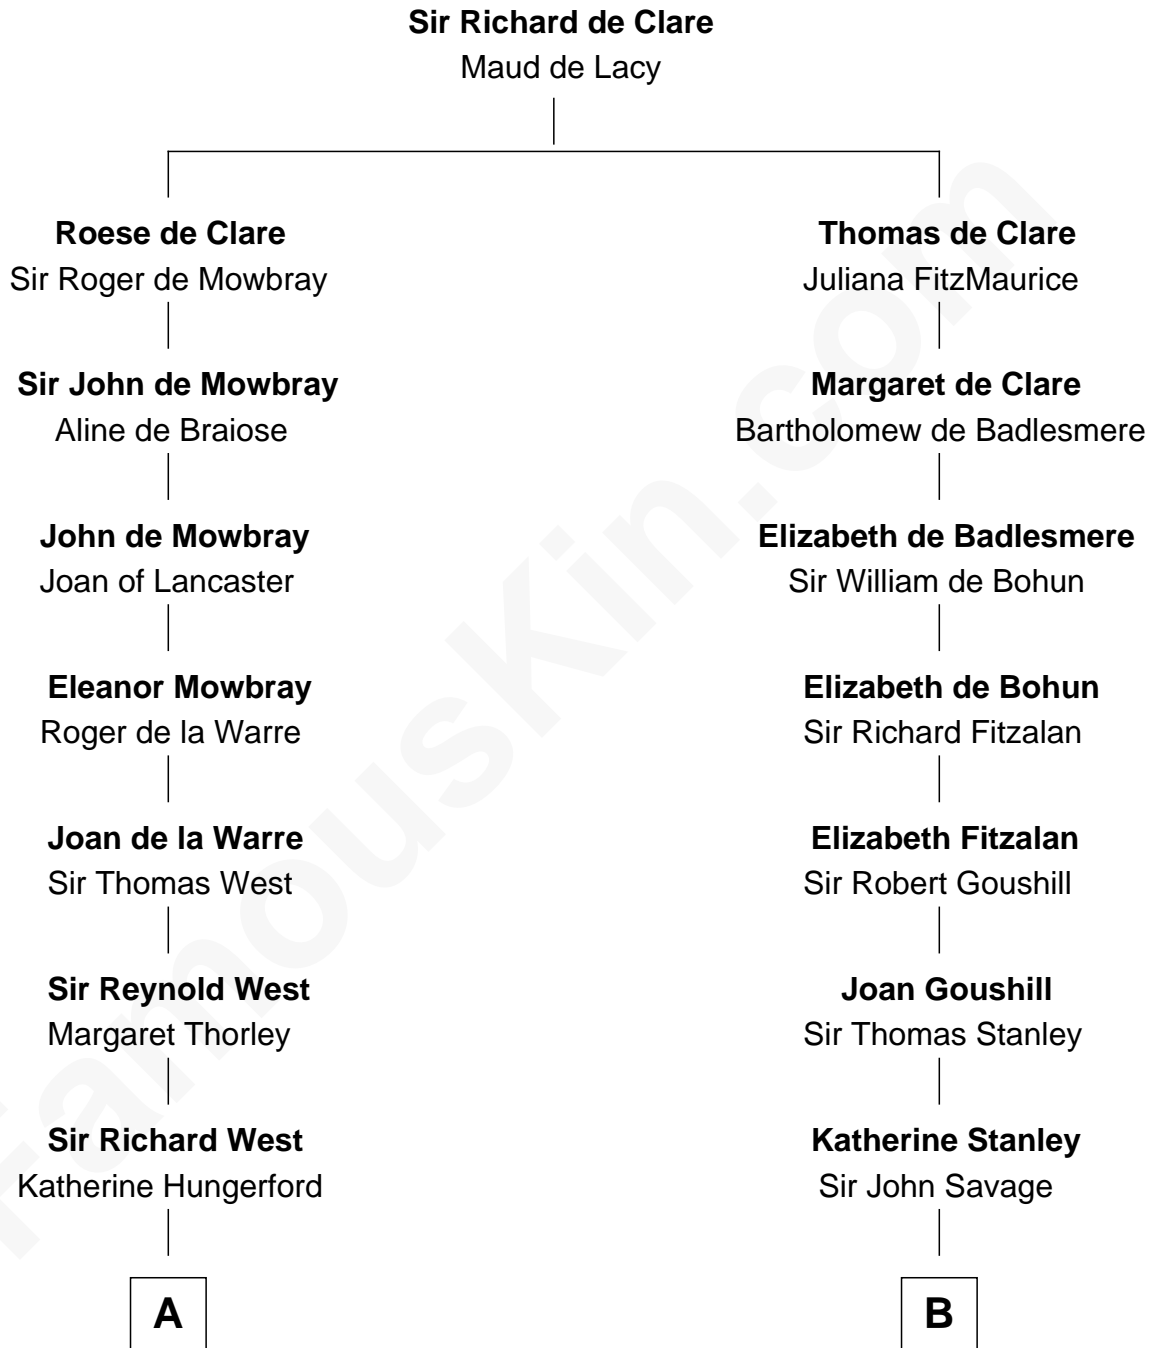 Sir Richard de Clare
Maud de Lacy
Roese de Clare
Sir Roger de Mowbray
Thomas de Clare
Juliana FitzMaurice
Sir John de Mowbray
Aline de Braiose
Margaret de Clare
Bartholomew de Badlesmere
John de Mowbray
Joan of Lancaster
Elizabeth de Badlesmere
Sir William de Bohun
Eleanor Mowbray
Roger de la Warre
Elizabeth de Bohun
Sir Richard Fitzalan
Joan de la Warre
Sir Thomas West
Elizabeth Fitzalan
Sir Robert Goushill
Sir Reynold West
Margaret Thorley
Joan Goushill
Sir Thomas Stanley
Sir Richard West
Katherine Hungerford
Katherine Stanley
Sir John Savage
A
B
FamousKin.com